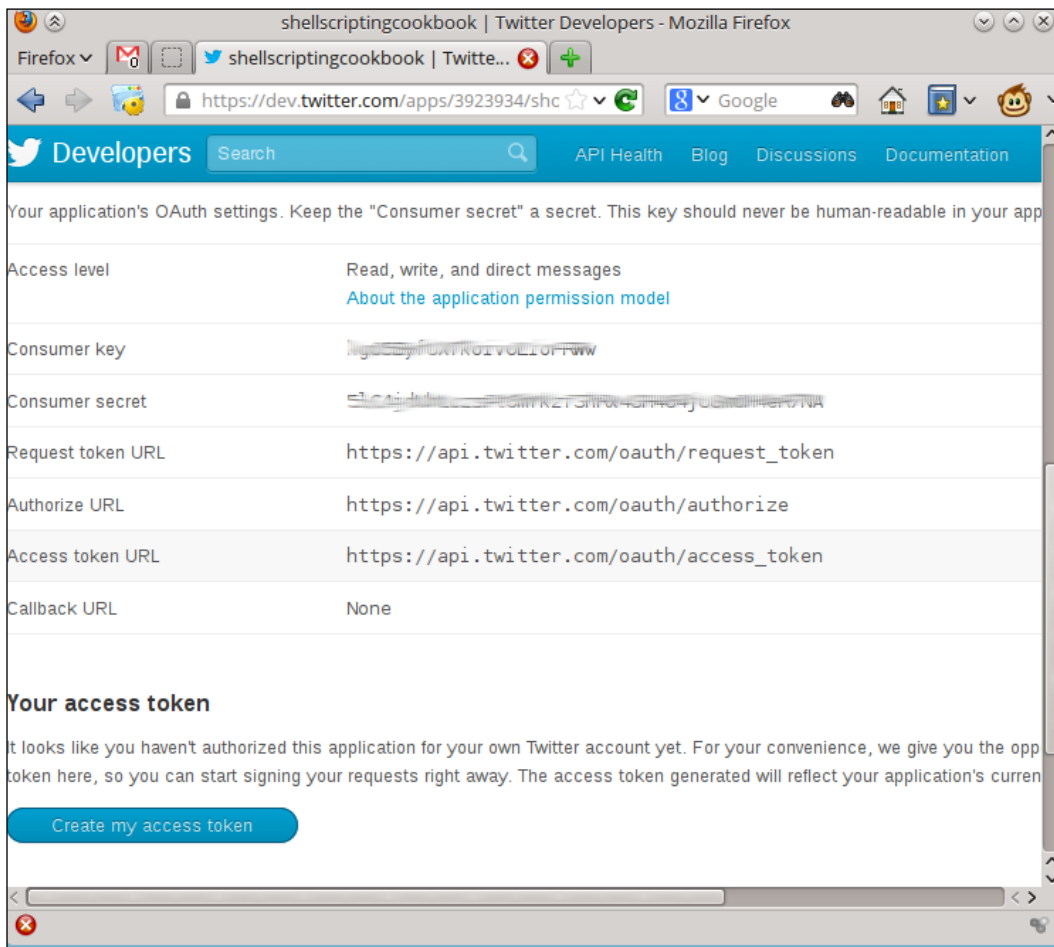 shellscriptingcookbook | Twitter Developers - Mozilla Firefox
Firefox
0
shellscriptingcookbook | Twitte...
https://dev.twitter.com/apps/3923934/sho
8 Google
Developers
Search
API Health Blog Discussions Documentation
Your application's OAuth settings. Keep the "Consumer secret" a secret. This key should never be human-readable in your app
Access level Read, write, and direct messages
About the application permission model
Consumer key
Consumer secret
Request token URL https://api.twitter.com/oauth/request_token
Authorize URL https://api.twitter.com/oauth/authorize
Access token URL https://api.twitter.com/oauth/access_token
Callback URL None
Your access token
It looks like you haven't authorized this application for your own Twitter account yet. For your convenience, we give you the opp
token here, so you can start signing your requests right away. The access token generated will reflect your application's curren
Create my access token